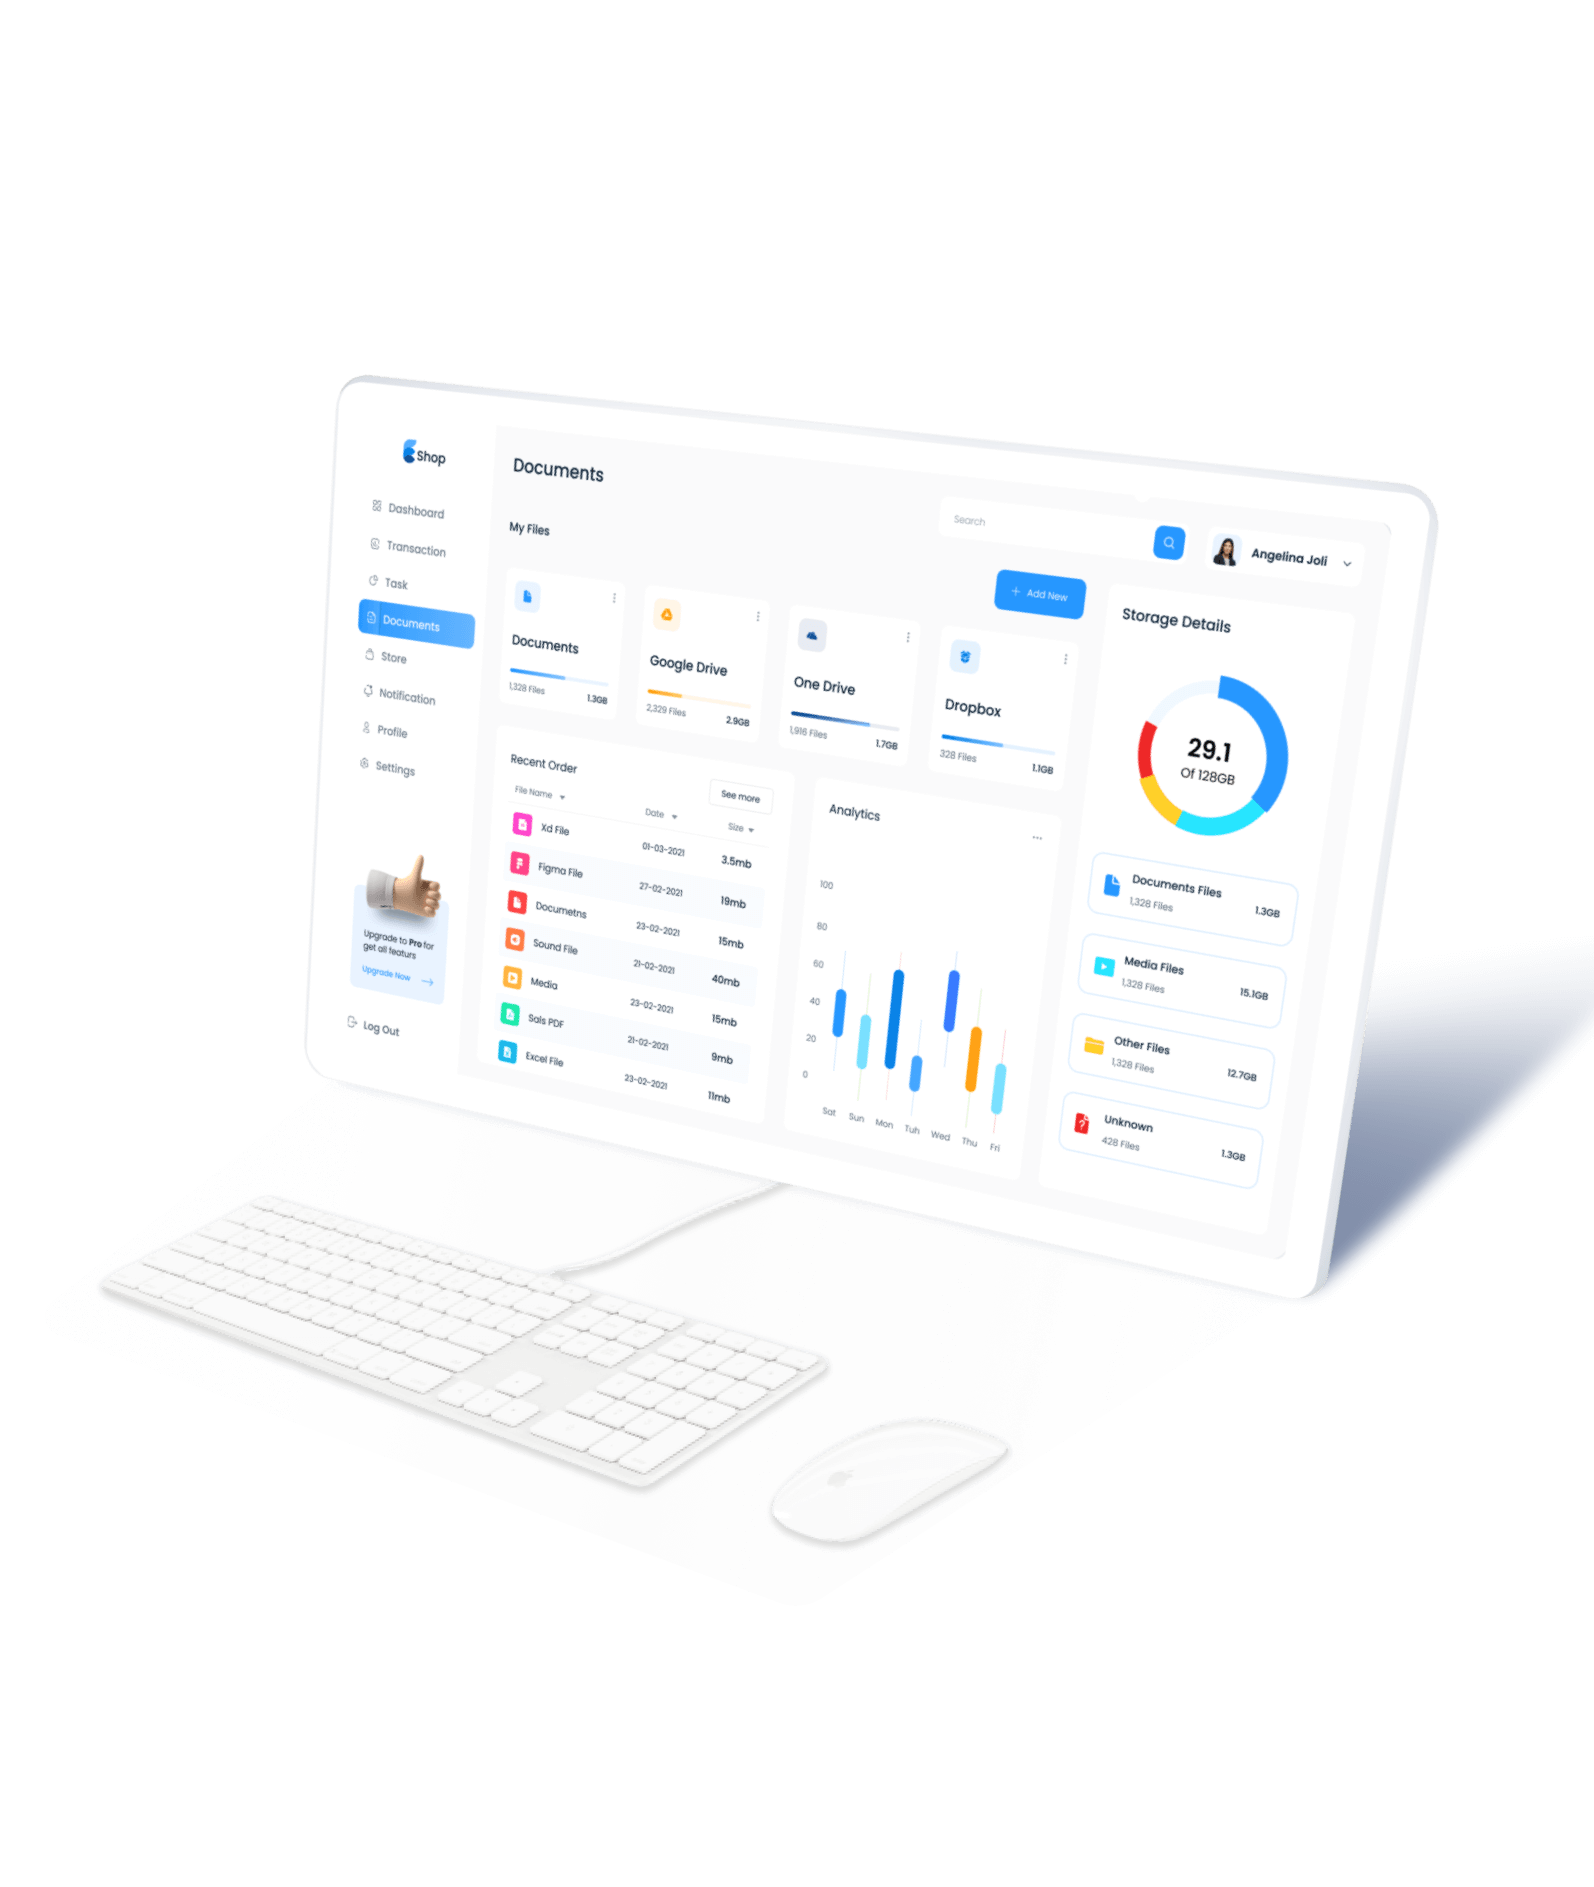 Shop
Dashboard
Transaction
Task
Documents
Store
Notification
Profile
Settings
Upgrade to Pro for
get all featurs
Upgrade Now
Log Out
Documents
Search
Angelina Joli
My Files
+ Add New
Documents
1,328 Files 1.3GB
Google Drive
2,329 Files 2.9GB
One Drive
1,916 Files 1.7GB
Dropbox
328 Files 1.1GB
Recent Order
See more
File Name Date Size
Xd File 01-03-2021 3.5mb
Figma File 27-02-2021 19mb
Documetns 23-02-2021 15mb
Sound File 21-02-2021 40mb
Media 23-02-2021 15mb
Sals PDF 21-02-2021 9mb
Excel File 23-02-2021 11mb
Analytics
100
80
60
40
20
0
Sat Sun Mon Tuh Wed Thu Fri
Storage Details
29.1
Of 128GB
Documents Files
1,328 Files 1.3GB
Media Files
1,328 Files 15.1GB
Other Files
1,328 Files 12.7GB
Unknown
428 Files 1.3GB